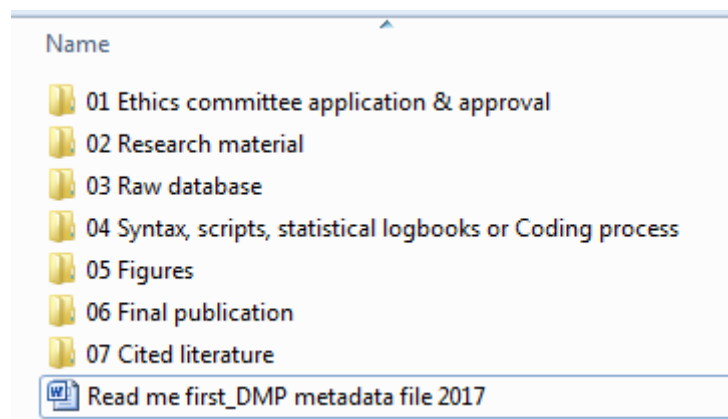 Name
01 Ethics committee application & approval
02 Research material
03 Raw database
04 Syntax, scripts, statistical logbooks or Coding process
05 Figures
06 Final publication
07 Cited literature
Read me first_DMP metadata file 2017